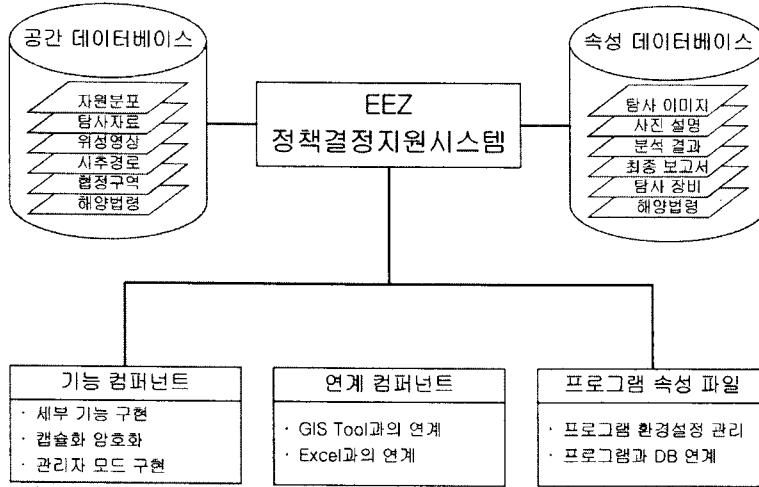 공간 데이터베이스
자원분포
탐사자료
위성영상
시추경로
협정구역
해양법령
EEZ
정책결정지원시스템
속성 데이터베이스
탐사 이미지
사진 설명
분석 결과
최종 보고서
탐사 장비
해양법령
기능 컴퍼넌트
· 세부 기능 구현
· 캡슐화 암호화
· 관리자 모드 구현
연계 컴퍼넌트
· GIS Tool과의 연계
· Excel과의 연계
프로그램 속성 파일
· 프로그램 환경설정 관리
· 프로그램과 DB 연계